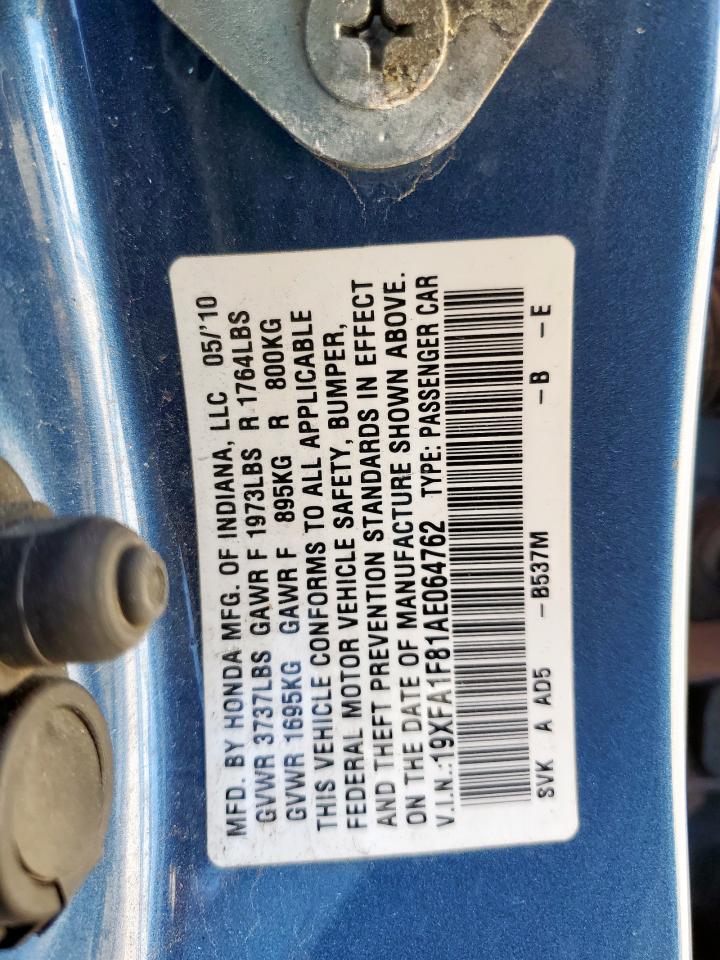 MFD. BY HONDA MFG. OF INDIANA, LLC 05/'10
GVWR 3737LBS GAWR F 1973LBS R 1764LBS
GVWR 1695KG GAWR F 895KG R 800KG
THIS VEHICLE CONFORMS TO ALL APPLICABLE
FEDERAL MOTOR VEHICLE SAFETY, BUMPER,
AND THEFT PREVENTION STANDARDS IN EFFECT
ON THE DATE OF MANUFACTURE SHOWN ABOVE.
V.I.N.:19XFA1F81AE064762 TYPE: PASSENGER CAR
SVK A AD5 -B537M -B -E